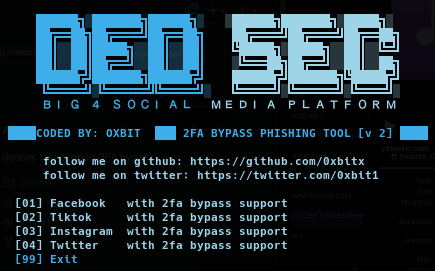 DED SEC
BIG 4 SOCIAL MEDIA PLATFORM
CODED BY: OXBIT 2FA BYPASS PHISHING TOOL [v 2]
follow me on github: https://github.com/0xbitx
follow me on twitter: https://twitter.com/0xbit1
[01] Facebook with 2fa bypass support
[02] Tiktok with 2fa bypass support
[03] Instagram with 2fa bypass support
[04] Twitter with 2fa bypass support
[99] Exit